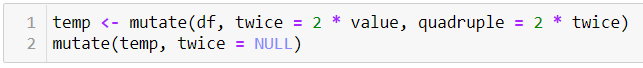 1 temp <- mutate(df, twice = 2 * value, quadruple = 2 * twice)
2 mutate(temp, twice = NULL)